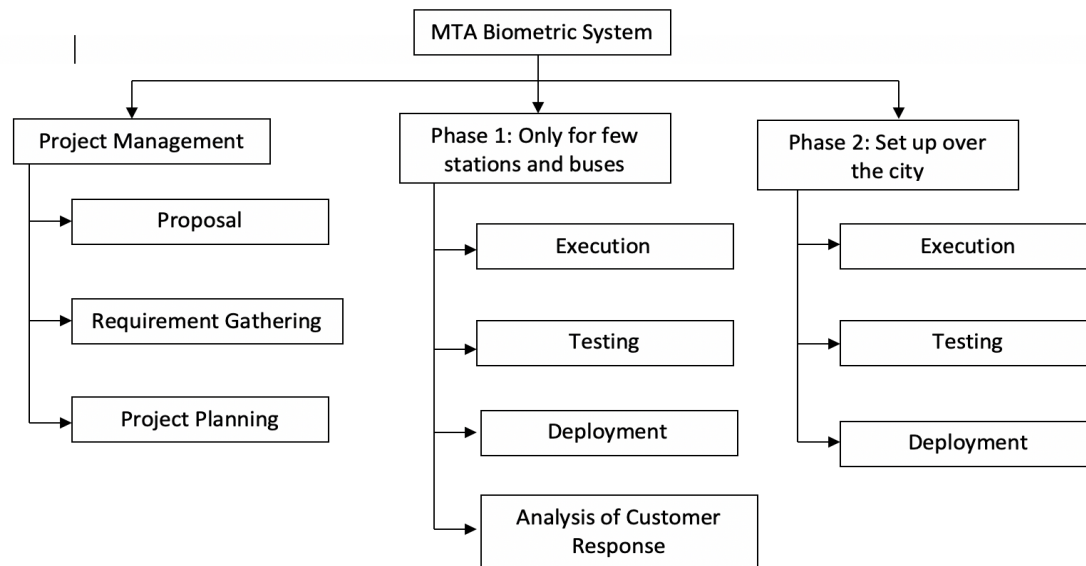 MTA Biometric System
Project Management
Proposal
Requirement Gathering
Project Planning
Phase 1: Only for few
stations and buses
Execution
Testing
Deployment
Analysis of Customer
Response
Phase 2: Set up over
the city
Execution
Testing
Deployment